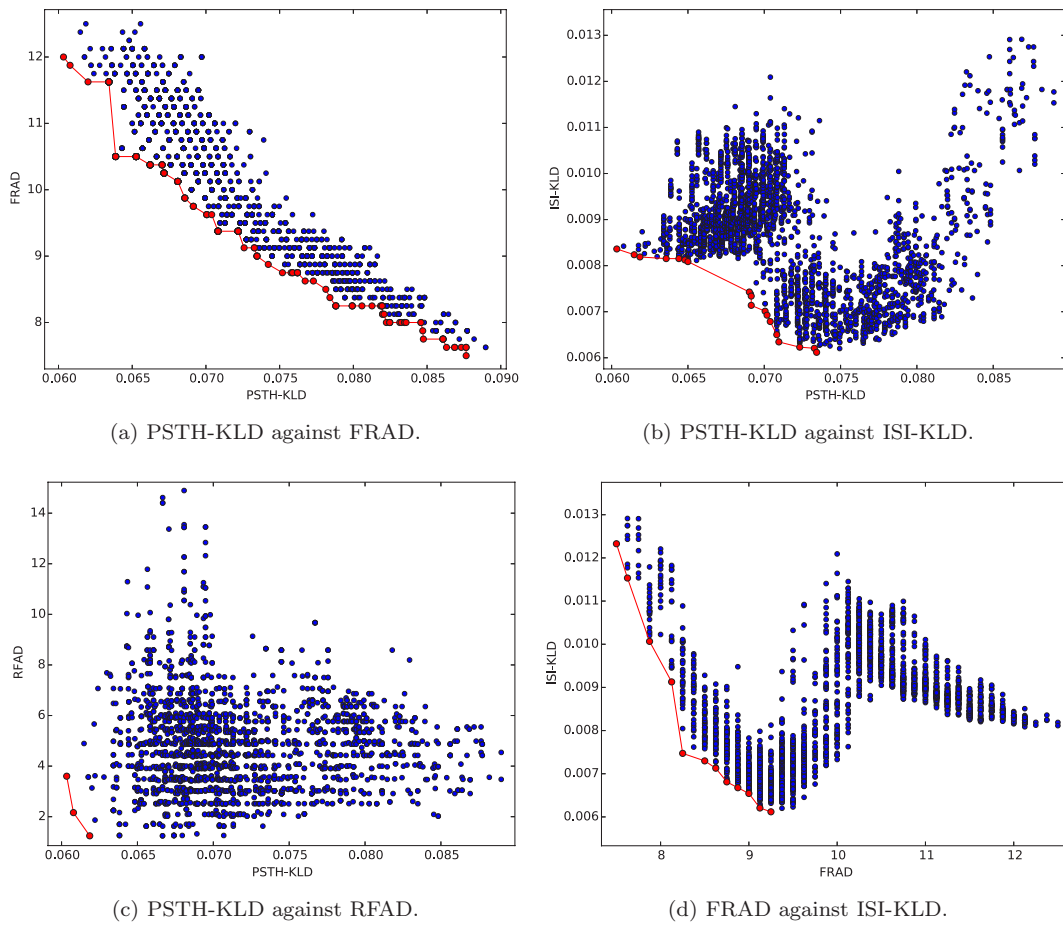 FRAD
12
11
10
9
8
0.060 0.065 0.070 0.075 0.080 0.085 0.090
PSTH-KLD
(a) PSTH-KLD against FRAD.
ISI-KLD
0.013
0.012
0.011
0.010
0.009
0.008
0.007
0.006
0.060 0.065 0.070 0.075 0.080 0.085
PSTH-KLD
(b) PSTH-KLD against ISI-KLD.
RFAD
14
12
10
8
6
4
2
0.060 0.065 0.070 0.075 0.080 0.085
PSTH-KLD
(c) PSTH-KLD against RFAD.
ISI-KLD
0.013
0.012
0.011
0.010
0.009
0.008
0.007
0.006
8 9 10 11 12
FRAD
(d) FRAD against ISI-KLD.